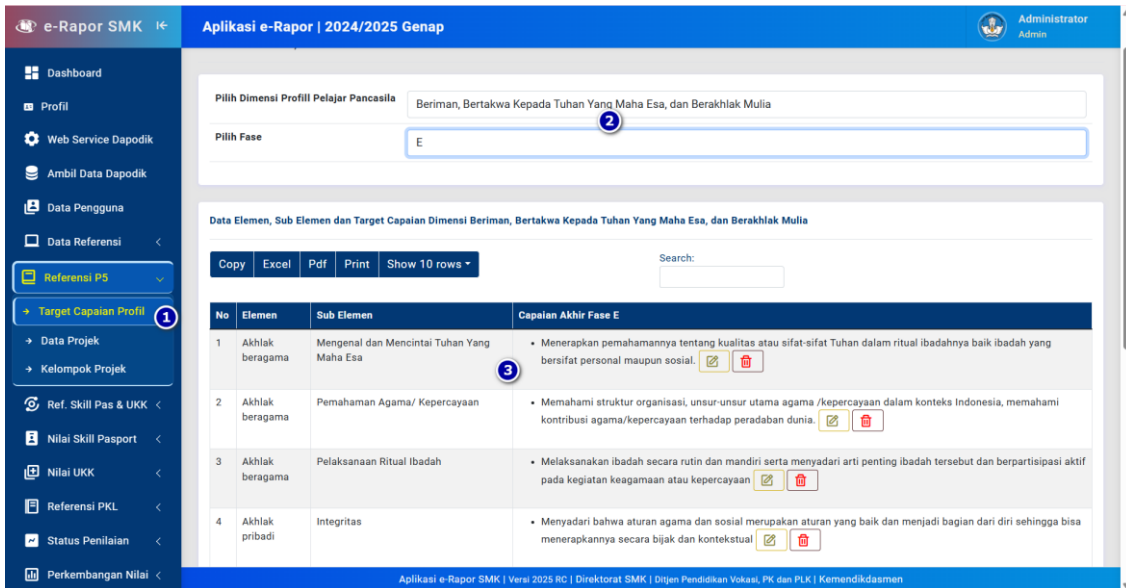 e-Rapor SMK
Aplikasi e-Rapor | 2024/2025 Genap
Administrator
Admin
Dashboard
Profil
Web Service Dapodik
Ambil Data Dapodik
Data Pengguna
Data Referensi
Referensi P5
Target Capaian Profil
1
Data Projek
Kelompok Projek
Ref. Skill Pas & UKK
Nilai Skill Pasport
Nilai UKK
Referensi PKL
Status Penilaian
Perkembangan Nilai
Pilih Dimensi Profill Pelajar Pancasila
Beriman, Bertakwa Kepada Tuhan Yang Maha Esa, dan Berakhlak Mulia
2
Pilih Fase
E
Data Elemen, Sub Elemen dan Target Capaian Dimensi Beriman, Bertakwa Kepada Tuhan Yang Maha Esa, dan Berakhlak Mulia
Copy Excel Pdf Print Show 10 rows
Search:
No Elemen Sub Elemen Capaian Akhir Fase E
1 Akhlak beragama Mengenal dan Mencintai Tuhan Yang Maha Esa
• Menerapkan pemahamannya tentang kualitas atau sifat-sifat Tuhan dalam ritual ibadahnya baik ibadah yang
bersifat personal maupun sosial.
3
2 Akhlak beragama Pemahaman Agama/ Kepercayaan
• Memahami struktur organisasi, unsur-unsur utama agama /kepercayaan dalam konteks Indonesia, memahami
kontribusi agama/kepercayaan terhadap peradaban dunia.
3 Akhlak beragama Pelaksanaan Ritual Ibadah
• Melaksanakan ibadah secara rutin dan mandiri serta menyadari arti penting ibadah tersebut dan berpartisipasi aktif
pada kegiatan keagamaan atau kepercayaan
4 Akhlak pribadi Integritas
• Menyadari bahwa aturan agama dan sosial merupakan aturan yang baik dan menjadi bagian dari diri sehingga bisa
menerapkannya secara bijak dan kontekstual
Aplikasi e-Rapor SMK | Versi 2025 RC | Direktorat SMK | Ditjen Pendidikan Vokasi, PK dan PLK | Kemendikdasmen